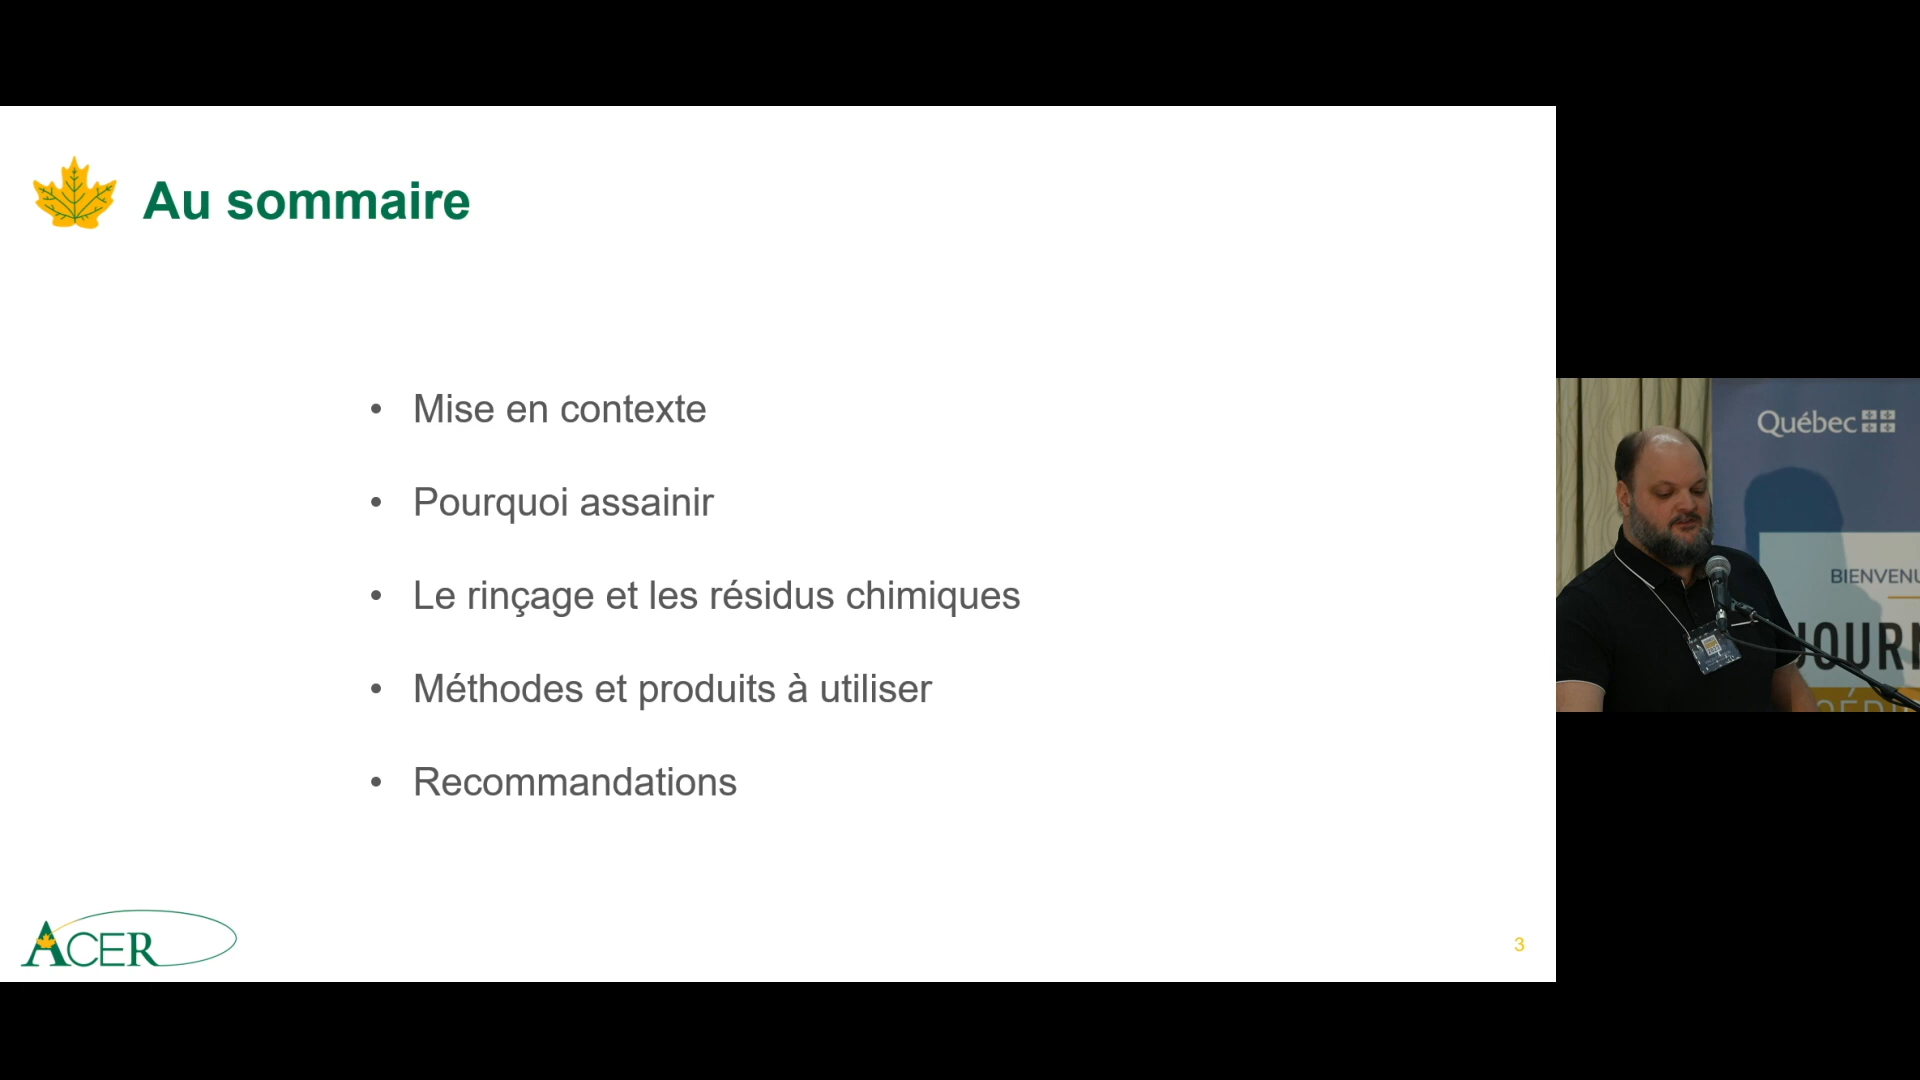 Au sommaire
• Mise en contexte
• Pourquoi assainir
• Le rinçage et les résidus chimiques
• Méthodes et produits à utiliser
• Recommandations
ACER
3
Québec
BIENVENU
JOURN